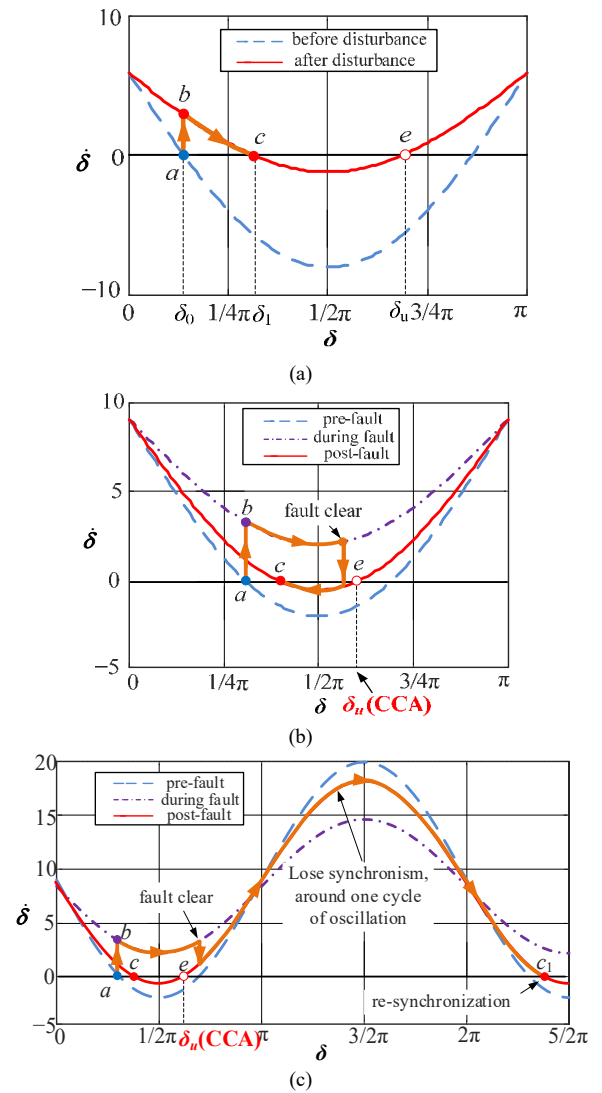 10
before disturbance
after disturbance
b
c
e
0
δ̇
a
−10
0
δ0
1/4π
δ1
1/2π
δu
3/4π
π
δ
(a)
10
pre-fault
during fault
post-fault
b
fault clear
5
δ̇
c
e
0
a
−5
0
1/4π
1/2π
3/4π
π
δ
δu(CCA)
(b)
20
pre-fault
during fault
post-fault
15
Lose synchronism,
around one cycle
of oscillation
10
fault clear
δ̇
5
b
c
e
c1
0
a
re-synchronization
−5
0
1/2π
π
3/2π
2π
5/2π
δu(CCA)
δ
(c)